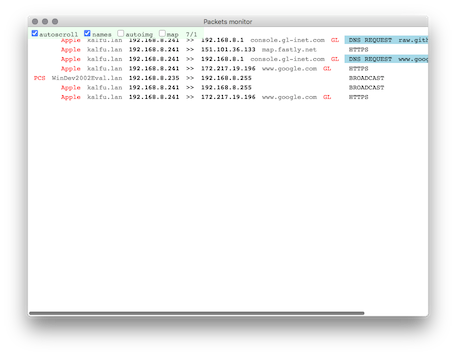 Packets monitor
autoscroll names autoimg map 7/1
Apple kalfu.lan 192.168.8.241 >> 192.168.8.1 console.gl-inet.com GL DNS REQUEST raw.gith
Apple kalfu.lan 192.168.8.241 >> 151.101.36.133 map.fastly.net HTTPS
Apple kalfu.lan 192.168.8.241 >> 192.168.8.1 console.gl-inet.com GL DNS REQUEST www.goog
Apple kalfu.lan 192.168.8.241 >> 172.217.19.196 www.google.com GL HTTPS
PCS WinDev2002Eval.lan 192.168.8.235 >> 192.168.8.255 BROADCAST
Apple kalfu.lan 192.168.8.241 >> 192.168.8.255 BROADCAST
Apple kalfu.lan 192.168.8.241 >> 172.217.19.196 www.google.com GL HTTPS